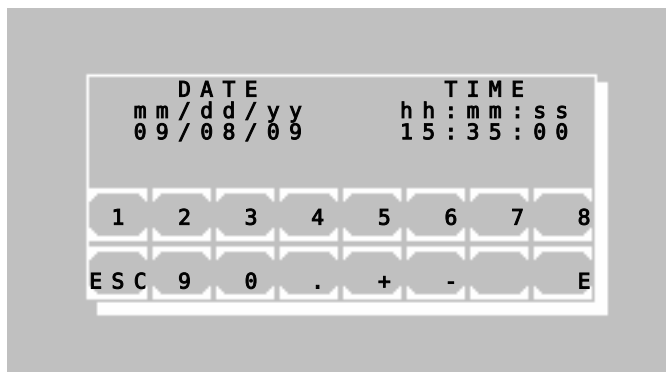 DATE TIME
mm/dd/yy hh:mm:ss
09/08/09 15:35:00
1 2 3 4 5 6 7 8
ESC 9 0 . + - E